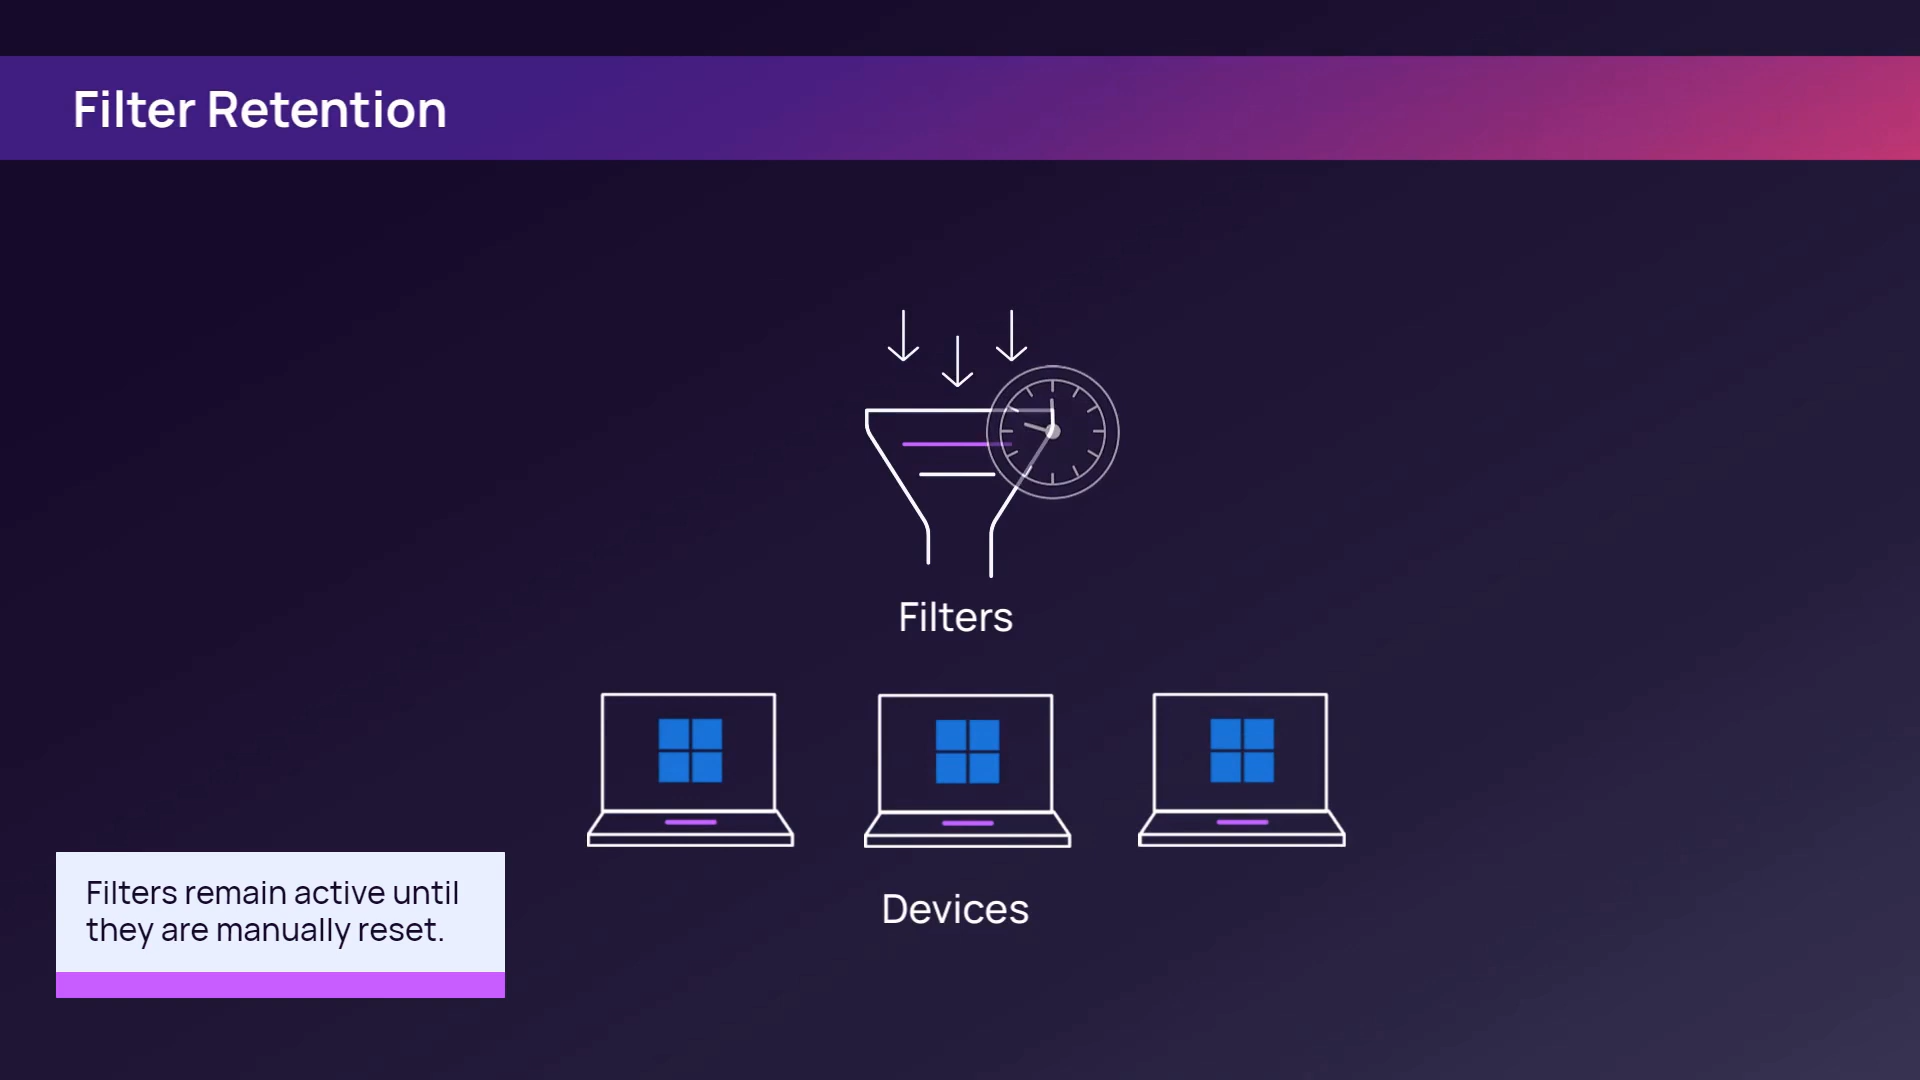 Filter Retention
Filters
Devices
Filters remain active until
they are manually reset.